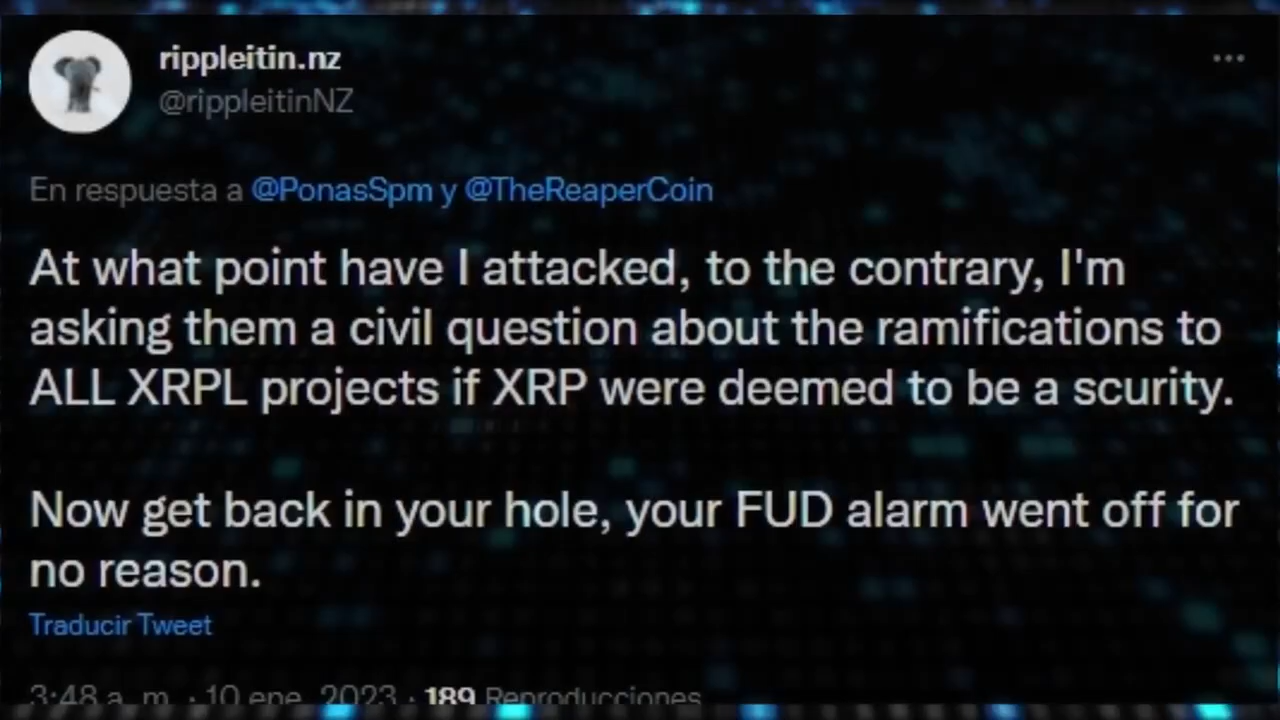 rippleitin.nz
@rippleitinNZ
En respuesta a @PonasSpm y @TheReaperCoin
At what point have I attacked, to the contrary, I'm
asking them a civil question about the ramifications to
ALL XRPL projects if XRP were deemed to be a scurity.
Now get back in your hole, your FUD alarm went off for
no reason.
Traducir Tweet
3:48 a. m. · 10 ene. 2023 · 189 Reproducciones